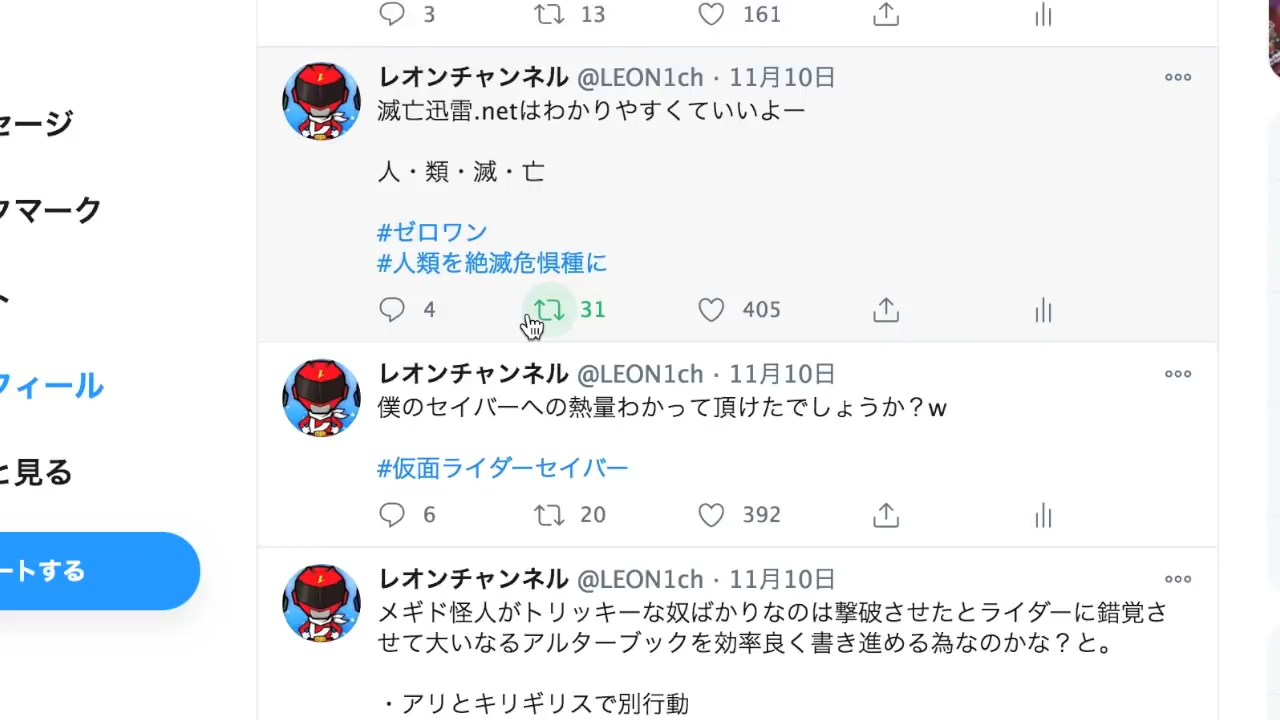 3 13 161
レオンチャンネル @LEON1ch · 11月10日
滅亡迅雷.netはわかりやすくていいよー
セージ
人・類・滅・亡
クマーク
#ゼロワン
#人類を絶滅危惧種に
ト
4 31 405
レオンチャンネル @LEON1ch · 11月10日
フィール
僕のセイバーへの熱量わかって頂けたでしょうか？w
#仮面ライダーセイバー
と見る
6 20 392
ートする
レオンチャンネル @LEON1ch · 11月10日
メギド怪人がトリッキーな奴ばかりなのは撃破させたとライダーに錯覚さ
せて大いなるアルターブックを効率良く書き進める為なのかな？と。
・アリとキリギリスで別行動